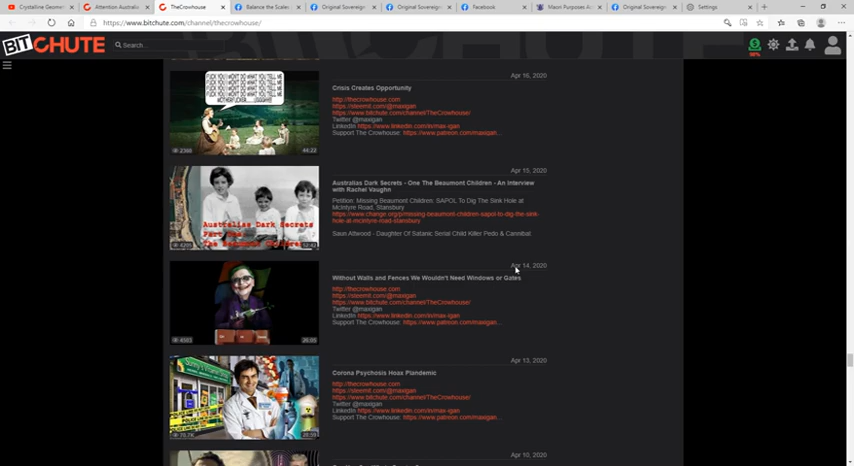 Crystalline Geomet
Attention Australia
TheCrowhouse
Balance the Scales
Original Sovereign
Original Sovereign
Facebook
Maori Purposes A
Original Sovereign
Settings
https://www.bitchute.com/channel/thecrowhouse/
BITCHUTE
Search...
Apr 16, 2020
Crisis Creates Opportunity
http://thecrowhouse.com
https://steemit.com/@maxigan
https://www.bitchute.com/channel/TheCrowhouse/
Twitter @maxigan
LinkedIn https://www.linkedin.com/in/max-igan
Support The Crowhouse: https://www.patreon.com/maxigan...
44:22
Apr 15, 2020
Australias Dark Secrets - One The Beaumont Children - An Interview
with Rachel Vaughn
Petition: Missing Beaumont Children: SAPOL To Dig The Sink Hole at
McIntyre Road, Stansbury
https://www.change.org/p/missing-beaumont-children-sapol-to-dig-the-sink-
hole-at-mcintyre-road-stansbury
Saun Attwood - Daughter Of Satanic Serial Child Killer Pedo & Cannibal
Australias Dark Secrets
Part One
The Beaumont Children
Apr 14, 2020
Without Walls and Fences We Wouldn't Need Windows or Gates
http://thecrowhouse.com
https://steemit.com/@maxigan
https://www.bitchute.com/channel/TheCrowhouse/
Twitter @maxigan
LinkedIn https://www.linkedin.com/in/max-igan
Support The Crowhouse: https://www.patreon.com/maxigan...
26:05
Apr 13, 2020
Corona Psychosis Hoax Plandemic
http://thecrowhouse.com
https://steemit.com/@maxigan
https://www.bitchute.com/channel/TheCrowhouse/
Twitter @maxigan
LinkedIn https://www.linkedin.com/in/max-igan
Support The Crowhouse: https://www.patreon.com/maxigan...
Apr 10, 2020